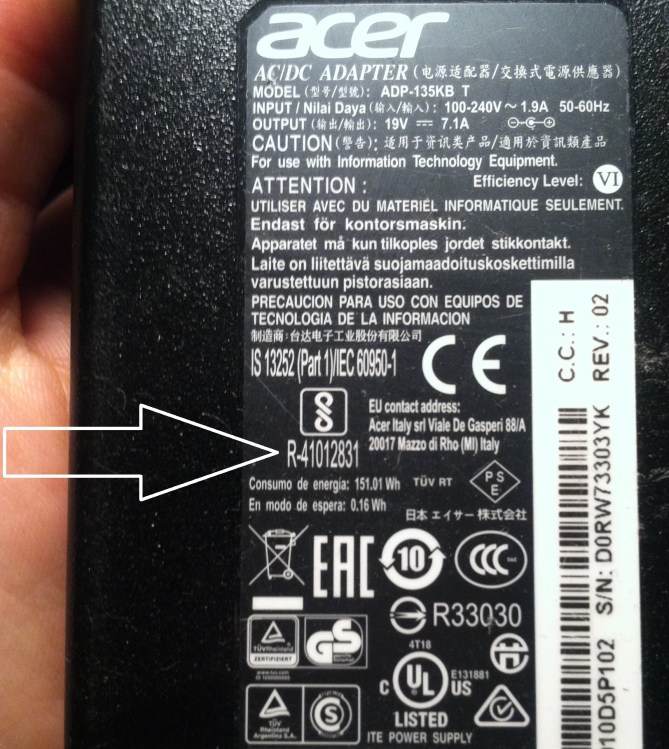 acer
AC/DC ADAPTER (电源适配器/交換式電源供應器)
MODEL (型号/型號): ADP-135KB T
INPUT / Nilai Daya (输入/輸入): 100-240V ~ 1.9A 50-60Hz
OUTPUT (输出/輸出): 19V ⎓ 7.1A
CAUTION (警告): 适用于资讯类产品/適用於資訊類產品
For use with Information Technology Equipment.
ATTENTION : Efficiency Level: VI
UTILISER AVEC DU MATERIEL INFORMATIQUE SEULEMENT.
Endast för kontorsmaskin.
Apparatet må kun tilkoples jordet stikkontakt.
Laite on liitettävä suojamaadoituskoskettimilla
varustettuun pistorasiaan.
PRECAUCION PARA USO CON EQUIPOS DE
TECNOLOGIA DE LA INFORMACION
制造商:台达电子工业股份有限公司
IS 13252 (Part 1)/IEC 60950-1
CE
EU contact address:
Acer Italy srl Viale De Gasperi 88/A
20017 Mazzo di Rho (MI) Italy
R-41012831
Consumo de energía: 151.01 Wh
En modo de espera: 0.16 Wh
TÜV RT
PS
E
日本 エイサー 株式会社
EAC
10
CCC
R33030
TÜVRheinland
ZERTIFIZIERT
GS
4T18
C UL US
E131881
LISTED
ITE POWER SUPPLY
TÜV
Rheinland
Argentina S.A.
S
C.C.: H REV.: 02
S/N: D0RW73303YK
10D5P102